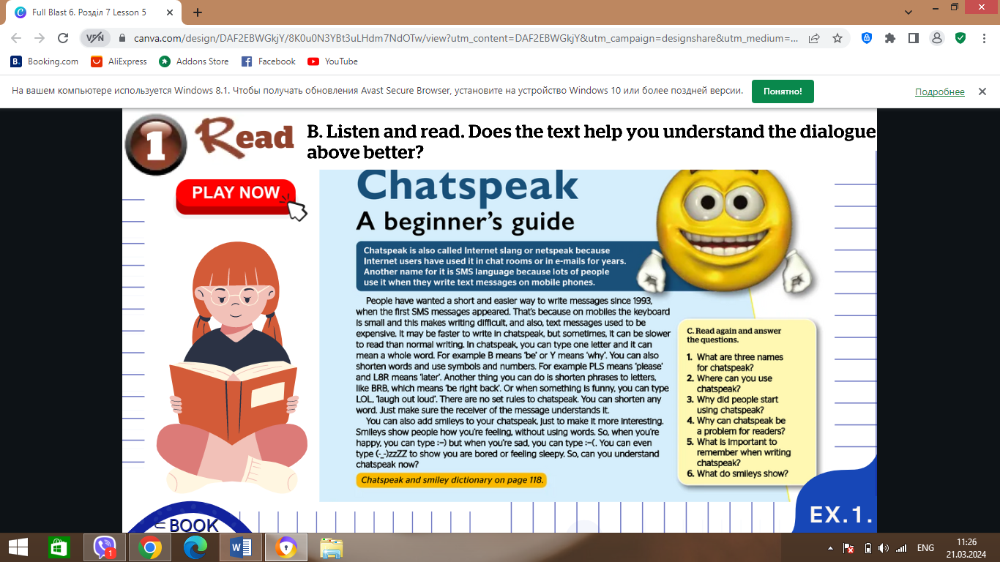 Full Blast 6. Розділ 7 Lesson 5
VPN
canva.com/design/DAF2EBWGkjY/8K0u0N3YBt3uLHdm7NdOTw/view?utm_content=DAF2EBWGkjY&utm_campaign=designshare&utm_medium=...
B.
Booking.com
AliExpress
Addons Store
Facebook
YouTube
На вашем компьютере используется Windows 8.1. Чтобы получать обновления Avast Secure Browser, установите на устройство Windows 10 или более поздней версии.
Понятно!
Подробнее
1
Read
B. Listen and read. Does the text help you understand the dialogue
above better?
PLAY NOW
Chatspeak
A beginner's guide
Chatspeak is also called Internet slang or netspeak because
Internet users have used it in chat rooms or in e-mails for years.
Another name for it is SMS language because lots of people
use it when they write text messages on mobile phones.
People have wanted a short and easier way to write messages since 1993,
when the first SMS messages appeared. That's because on mobiles the keyboard
is small and this makes writing difficult, and also, text messages used to be
expensive. It may be faster to write in chatspeak, but sometimes, it can be slower
to read than normal writing. In chatspeak, you can type one letter and it can
mean a whole word. For example B means 'be' or Y means 'why'. You can also
shorten words and use symbols and numbers. For example PLS means 'please'
and L8R means 'later'. Another thing you can do is shorten phrases to letters,
like BRB, which means 'be right back'. Or when something is funny, you can type
LOL, 'laugh out loud'. There are no set rules to chatspeak. You can shorten any
word. Just make sure the receiver of the message understands it.
You can also add smileys to your chatspeak, just to make it more interesting.
Smileys show people how you're feeling, without using words. So, when you're
happy, you can type :-) but when you're sad, you can type :-(. You can even
type (-_-)zzZZ to show you are bored or feeling sleepy. So, can you understand
chatspeak now?
Chatspeak and smiley dictionary on page 118.
C. Read again and answer
the questions.
1. What are three names
for chatspeak?
2. Where can you use
chatspeak?
3. Why did people start
using chatspeak?
4. Why can chatspeak be
a problem for readers?
5. What is important to
remember when writing
chatspeak?
6. What do smileys show?
BOOK
EX.1.
1
ENG
11:26
21.03.2024